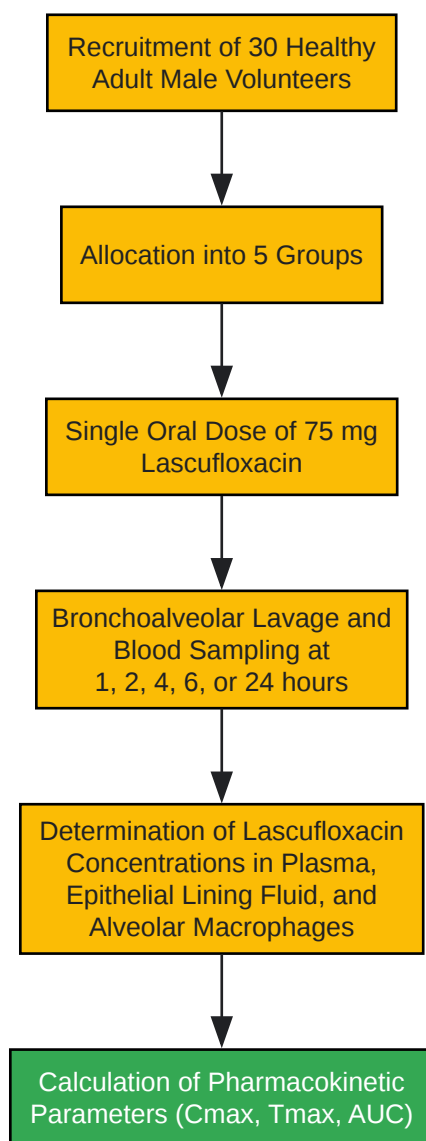 Recruitment of 30 Healthy
Adult Male Volunteers
Allocation into 5 Groups
Single Oral Dose of 75 mg
Lascufloxacin
Bronchoalveolar Lavage and
Blood Sampling at
1, 2, 4, 6, or 24 hours
Determination of Lascufloxacin
Concentrations in Plasma,
Epithelial Lining Fluid, and
Alveolar Macrophages
Calculation of Pharmacokinetic
Parameters (Cmax, Tmax, AUC)